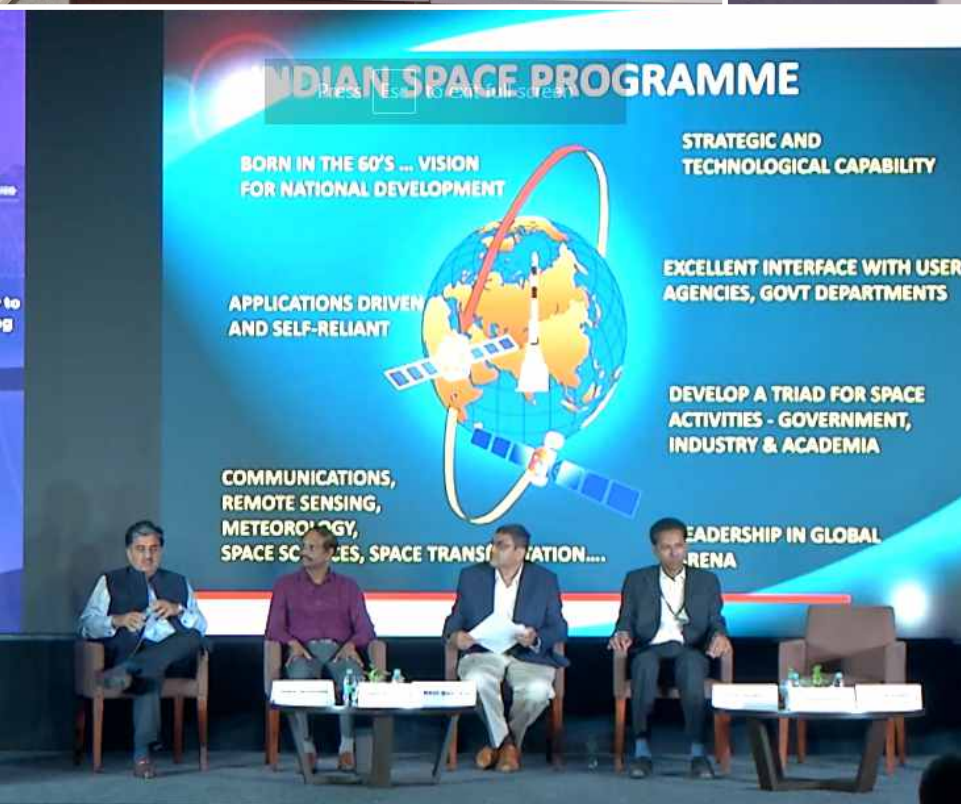 INDIAN SPACE PROGRAMME
Press Esc to exit full screen
BORN IN THE 60'S ... VISION
FOR NATIONAL DEVELOPMENT
STRATEGIC AND
TECHNOLOGICAL CAPABILITY
EXCELLENT INTERFACE WITH USER
AGENCIES, GOVT DEPARTMENTS
APPLICATIONS DRIVEN
AND SELF-RELIANT
to
DEVELOP A TRIAD FOR SPACE
ACTIVITIES - GOVERNMENT,
INDUSTRY & ACADEMIA
COMMUNICATIONS,
REMOTE SENSING,
METEOROLOGY,
SPACE SCIENCES, SPACE TRANSPORTATION....
LEADERSHIP IN GLOBAL
ARENA